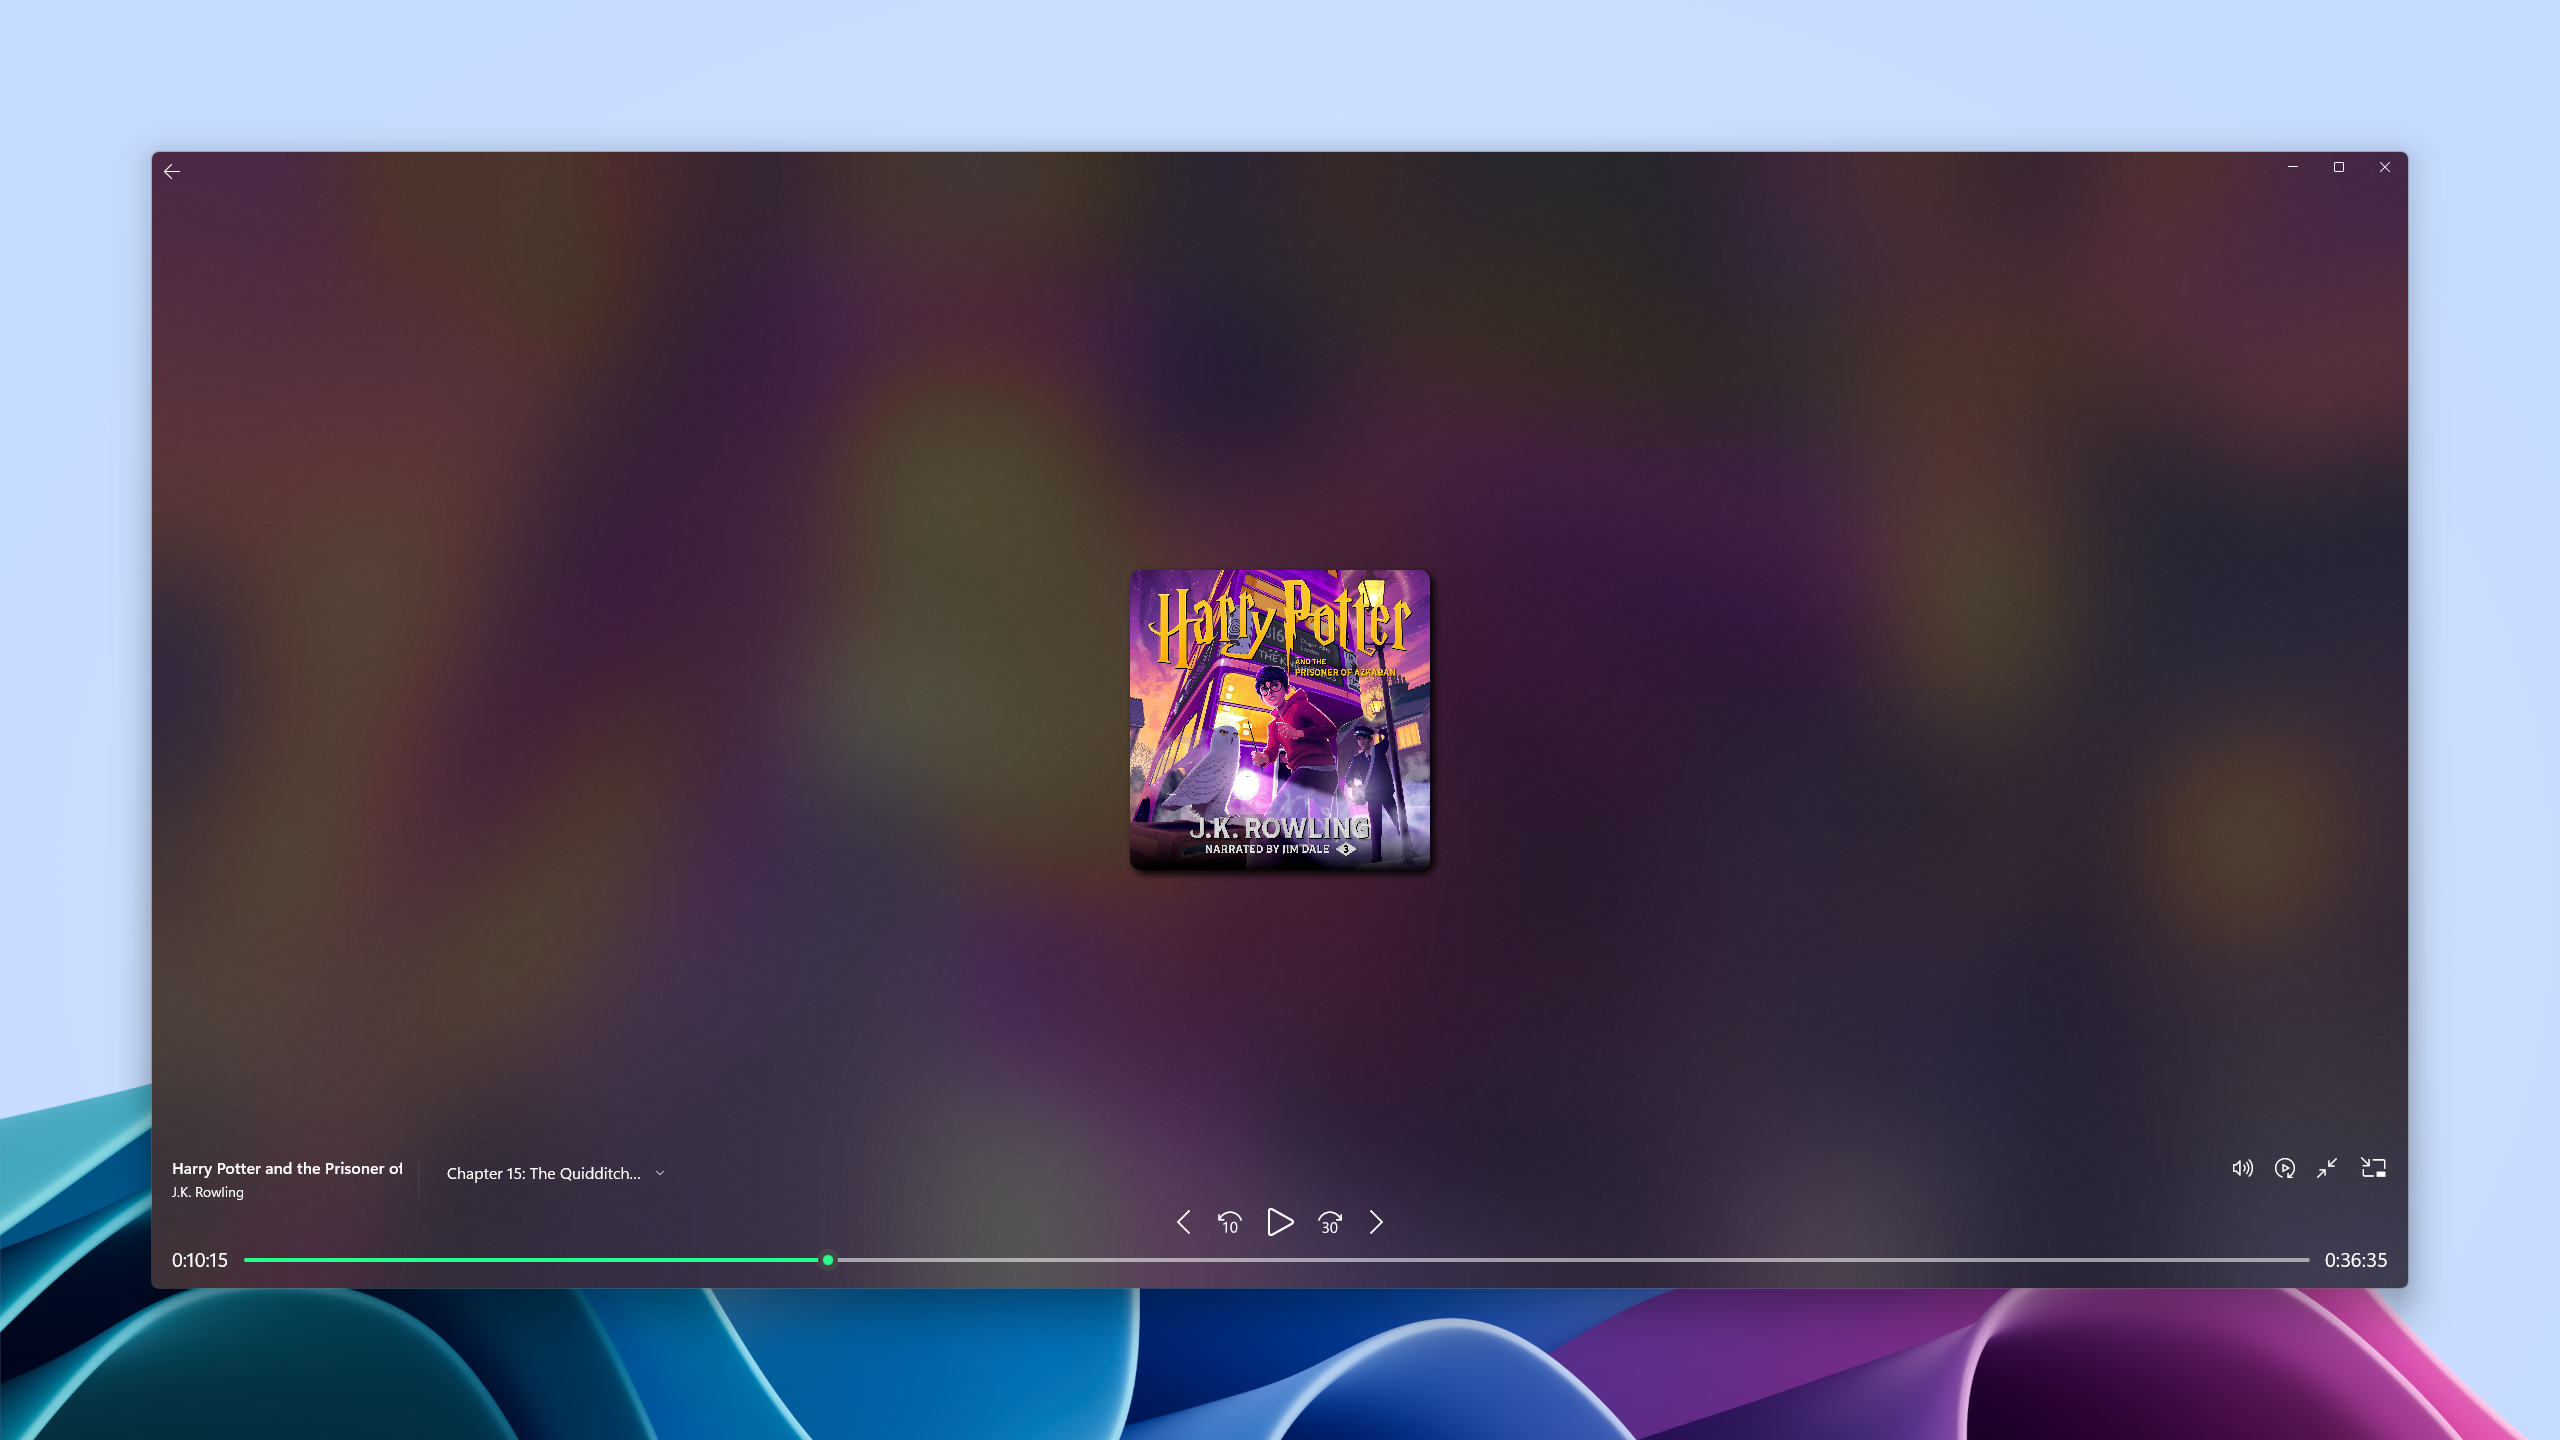 Harry Potter
AND THE
PRISONER OF AZKABAN
J.K. ROWLING
NARRATED BY JIM DALE 3
Harry Potter and the Prisoner of
J.K. Rowling
Chapter 15: The Quidditch...
10
30
0:10:15
0:36:35